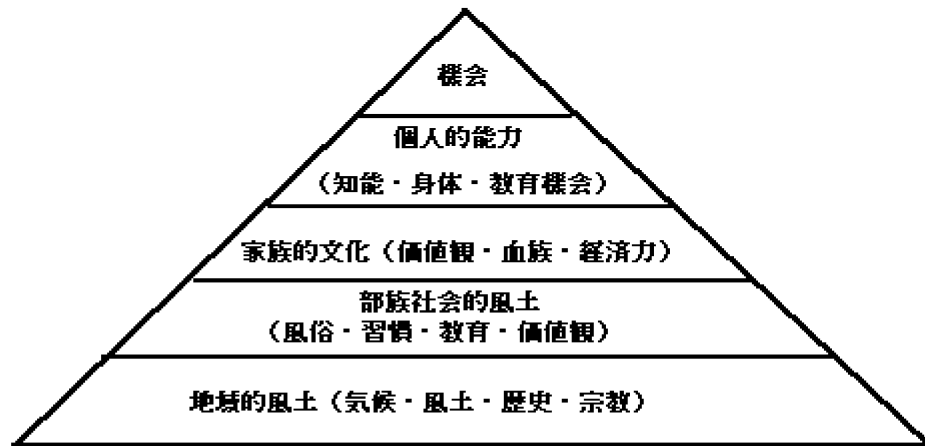 機会
個人的能力
（知能・身体・教育機会）
家族的文化（価値観・血族・経済力）
部族社会的風土
（風俗・習慣・教育・価値観）
地域的風土（気候・風土・歴史・宗教）